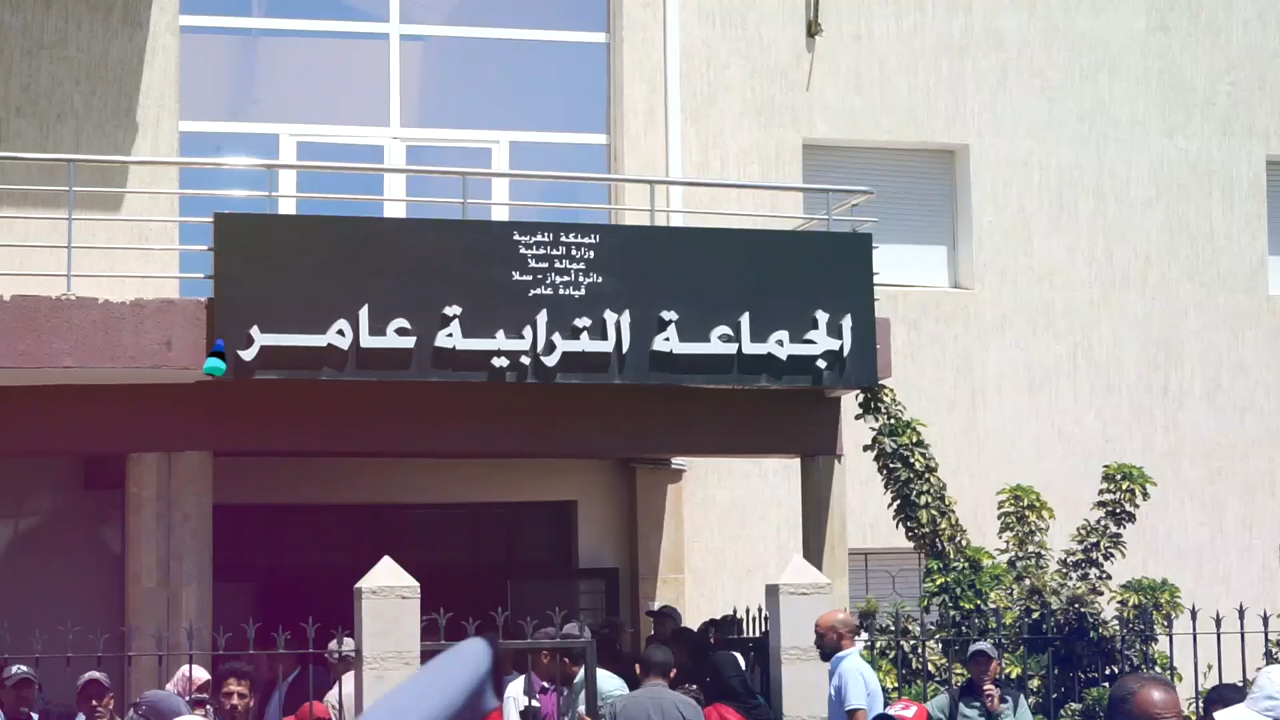 المملكة المغربية
وزارة الداخلية
عمالة سلا
دائرة أحواز - سلا
قيادة عامر
الجماعة الترابية عامر